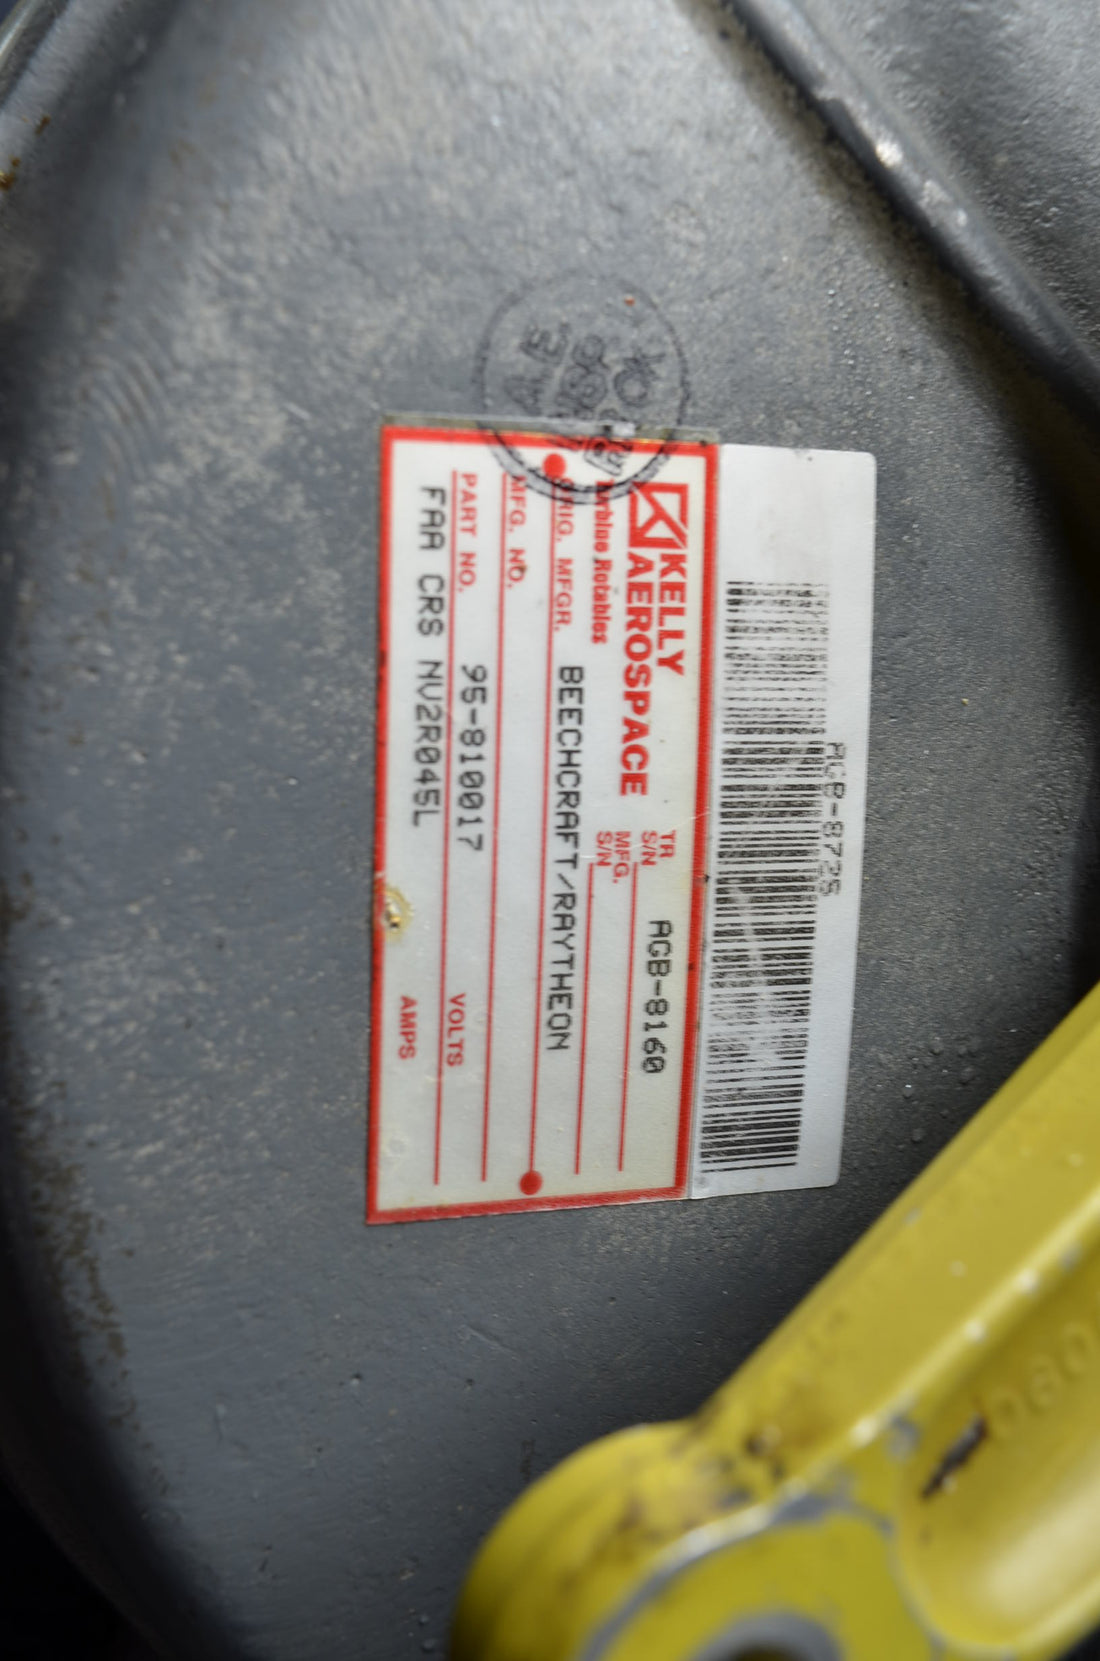 AGB-8725
KELLY
AEROSPACE
Turbine Rotables
TR
S/N AGB-8160
MFG.
S/N
ORIG. MFGR. BEECHCRAFT/RAYTHEON
MFG. NO.
PART NO. 95-810017 VOLTS
FAA CRS NV2R045L AMPS
A.E.